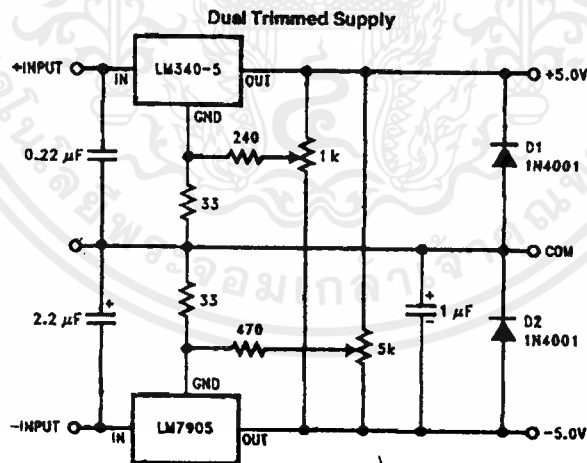 Dual Trimmed Supply
+INPUT
IN
LM340-5
OUT
+5.0V
GND
240
1k
D1
1N4001
0.22 μF
33
COM
33
+
2.2 μF
470
5k
+
1 μF
-
D2
1N4001
GND
-INPUT
IN
LM7905
OUT
-5.0V